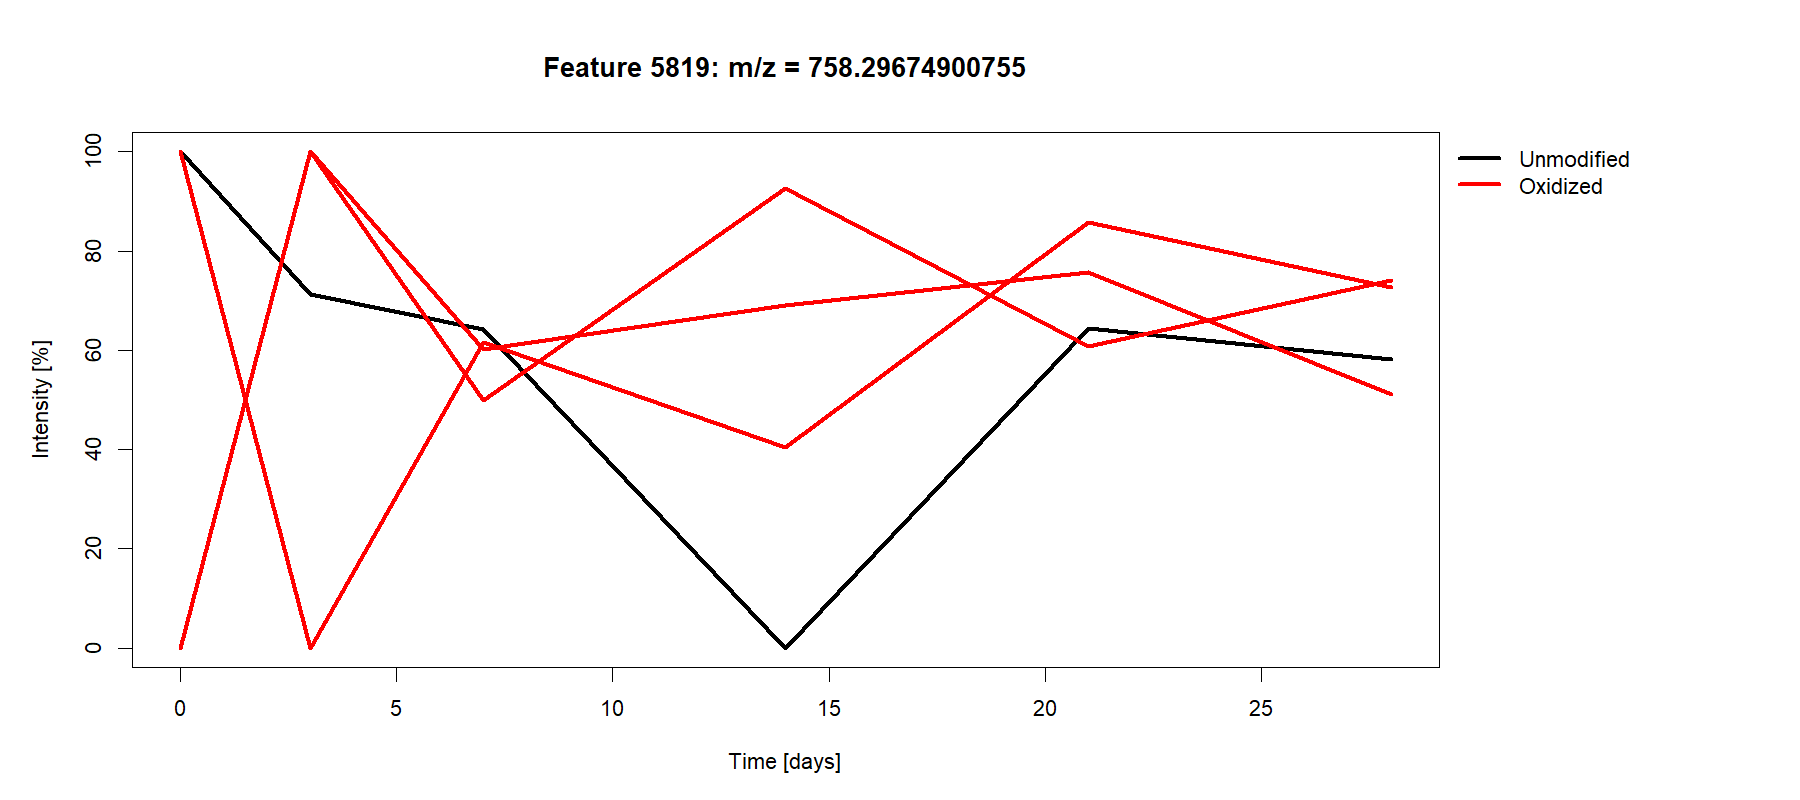 Feature 5819: m/z = 758.29674900755
Unmodified
Oxidized
Intensity [%]
100
80
60
40
20
0
0 5 10 15 20 25
Time [days]